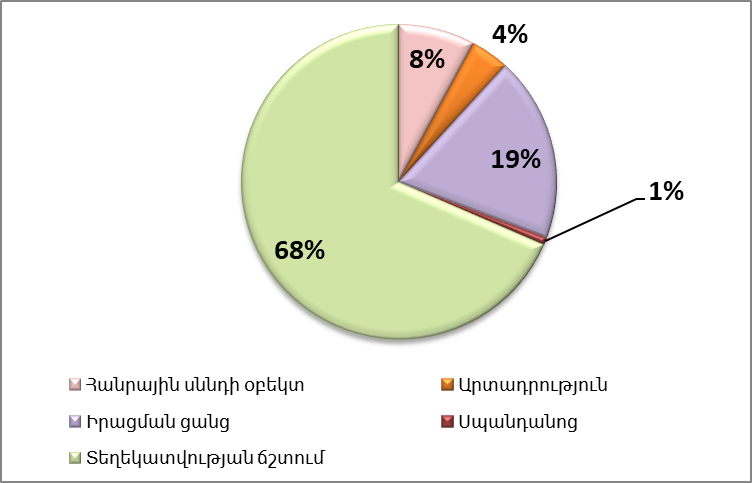 4%
8%
19%
1%
68%
Հանրային սննդի օբեկտ
Արտադրություն
Իրացման ցանց
Սպանդանոց
Տեղեկատվության ճշտում